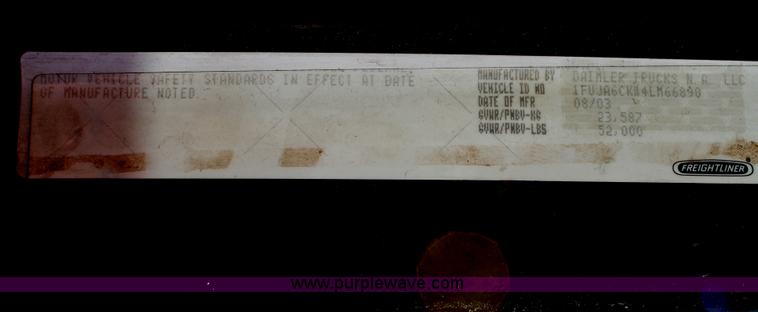 MOTOR VEHICLE SAFETY STANDARDS IN EFFECT AT DATE
OF MANUFACTURE NOTED.
MANUFACTURED BY DAIMLER TRUCKS N.A. LLC
VEHICLE ID NO 1FUJA6CK04LM66890
DATE OF MFR 08/03
GVWR/PNBV-KG 23,587
GVWR/PNBV-LBS 52,000
FREIGHTLINER
www.purplewave.com